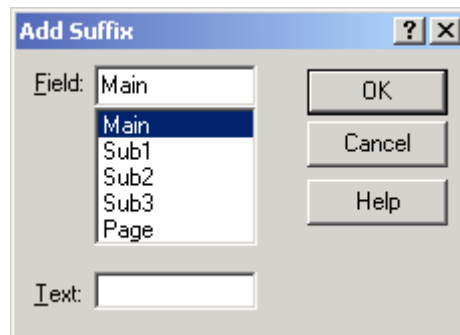 Add Suffix
Field: Main
Main
Sub1
Sub2
Sub3
Page
Text:
OK
Cancel
Help